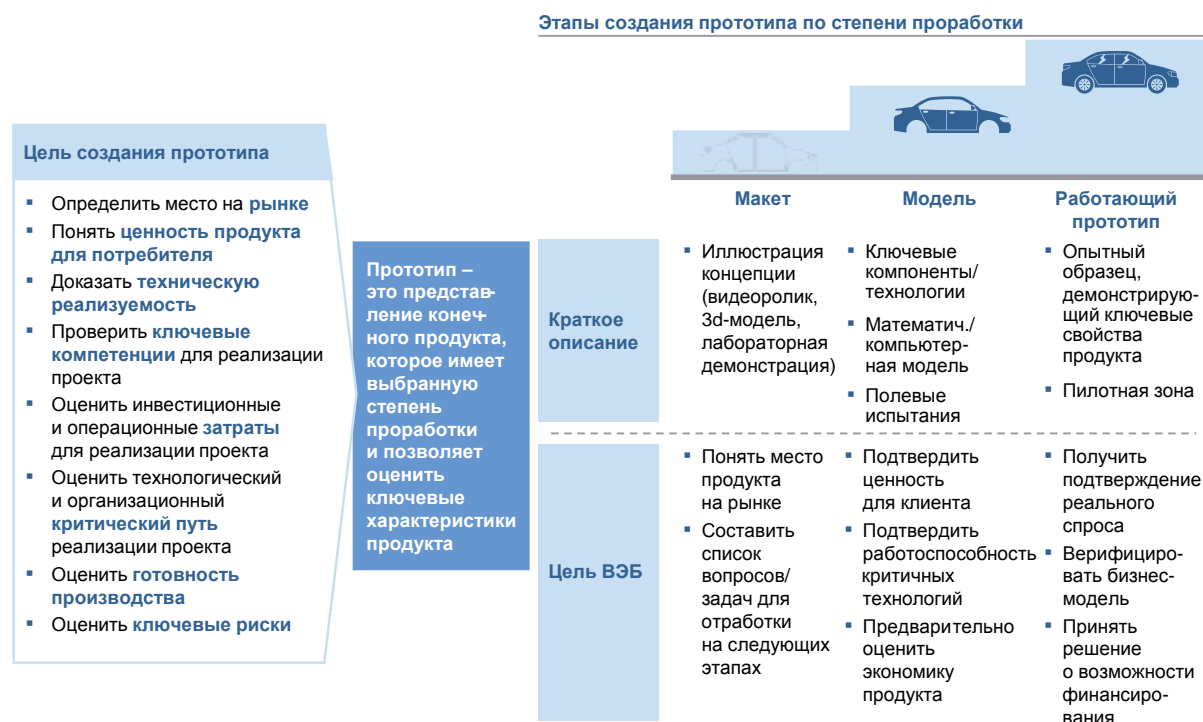 Этапы создания прототипа по степени проработки
Цель создания прототипа
▪ Определить место на рынке
▪ Понять ценность продукта
для потребителя
▪ Доказать техническую
реализуемость
▪ Проверить ключевые
компетенции для реализации
проекта
▪ Оценить инвестиционные
и операционные затраты
для реализации проекта
▪ Оценить технологический
и организационный
критический путь
реализации проекта
▪ Оценить готовность
производства
▪ Оценить ключевые риски
Прототип –
это представ-
ление конеч-
ного продукта,
которое имеет
выбранную
степень
проработки
и позволяет
оценить
ключевые
характеристики
продукта
Макет
Модель
Работающий
прототип
Краткое
описание
▪ Иллюстрация
концепции
(видеоролик,
3d-модель,
лабораторная
демонстрация)
▪ Ключевые
компоненты/
технологии
▪ Математич./
компьютер-
ная модель
▪ Полевые
испытания
▪ Опытный
образец,
демонстрирую-
щий ключевые
свойства
продукта
▪ Пилотная зона
Цель ВЭБ
▪ Понять место
продукта
на рынке
▪ Составить
список
вопросов/
задач для
отработки
на следующих
этапах
▪ Подтвердить
ценность
для клиента
▪ Подтвердить
работоспособность
критичных
технологий
▪ Предварительно
оценить
экономику
продукта
▪ Получить
подтверждение
реального
спроса
▪ Верифициро-
вать бизнес-
модель
▪ Принять
решение
о возможности
финансиро-
вания